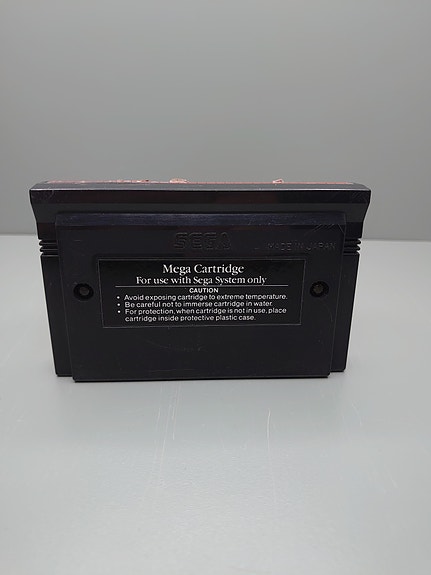 SEGA
MADE IN JAPAN
Mega Cartridge
For use with Sega System only
CAUTION
• Avoid exposing cartridge to extreme temperature.
• Be careful not to immerse cartridge in water.
• For protection, when cartridge is not in use, place
cartridge inside protective plastic case.